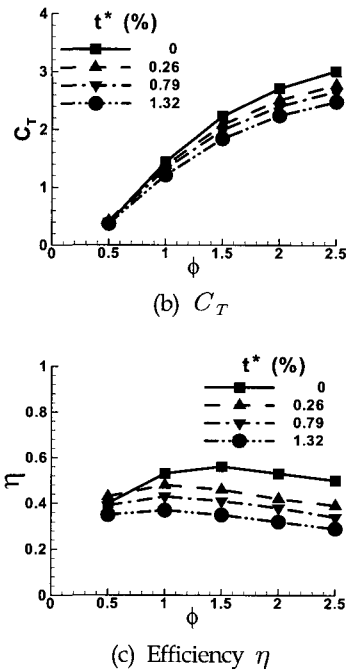 t* (%)
0
0.26
0.79
1.32
4
3
2
1
0
C_T
0.5 1 1.5 2 2.5
ϕ
(b) C_T
t* (%)
0
0.26
0.79
1.32
1
0.8
0.6
0.4
0.2
0
η
0 0.5 1 1.5 2 2.5
ϕ
(c) Efficiency η